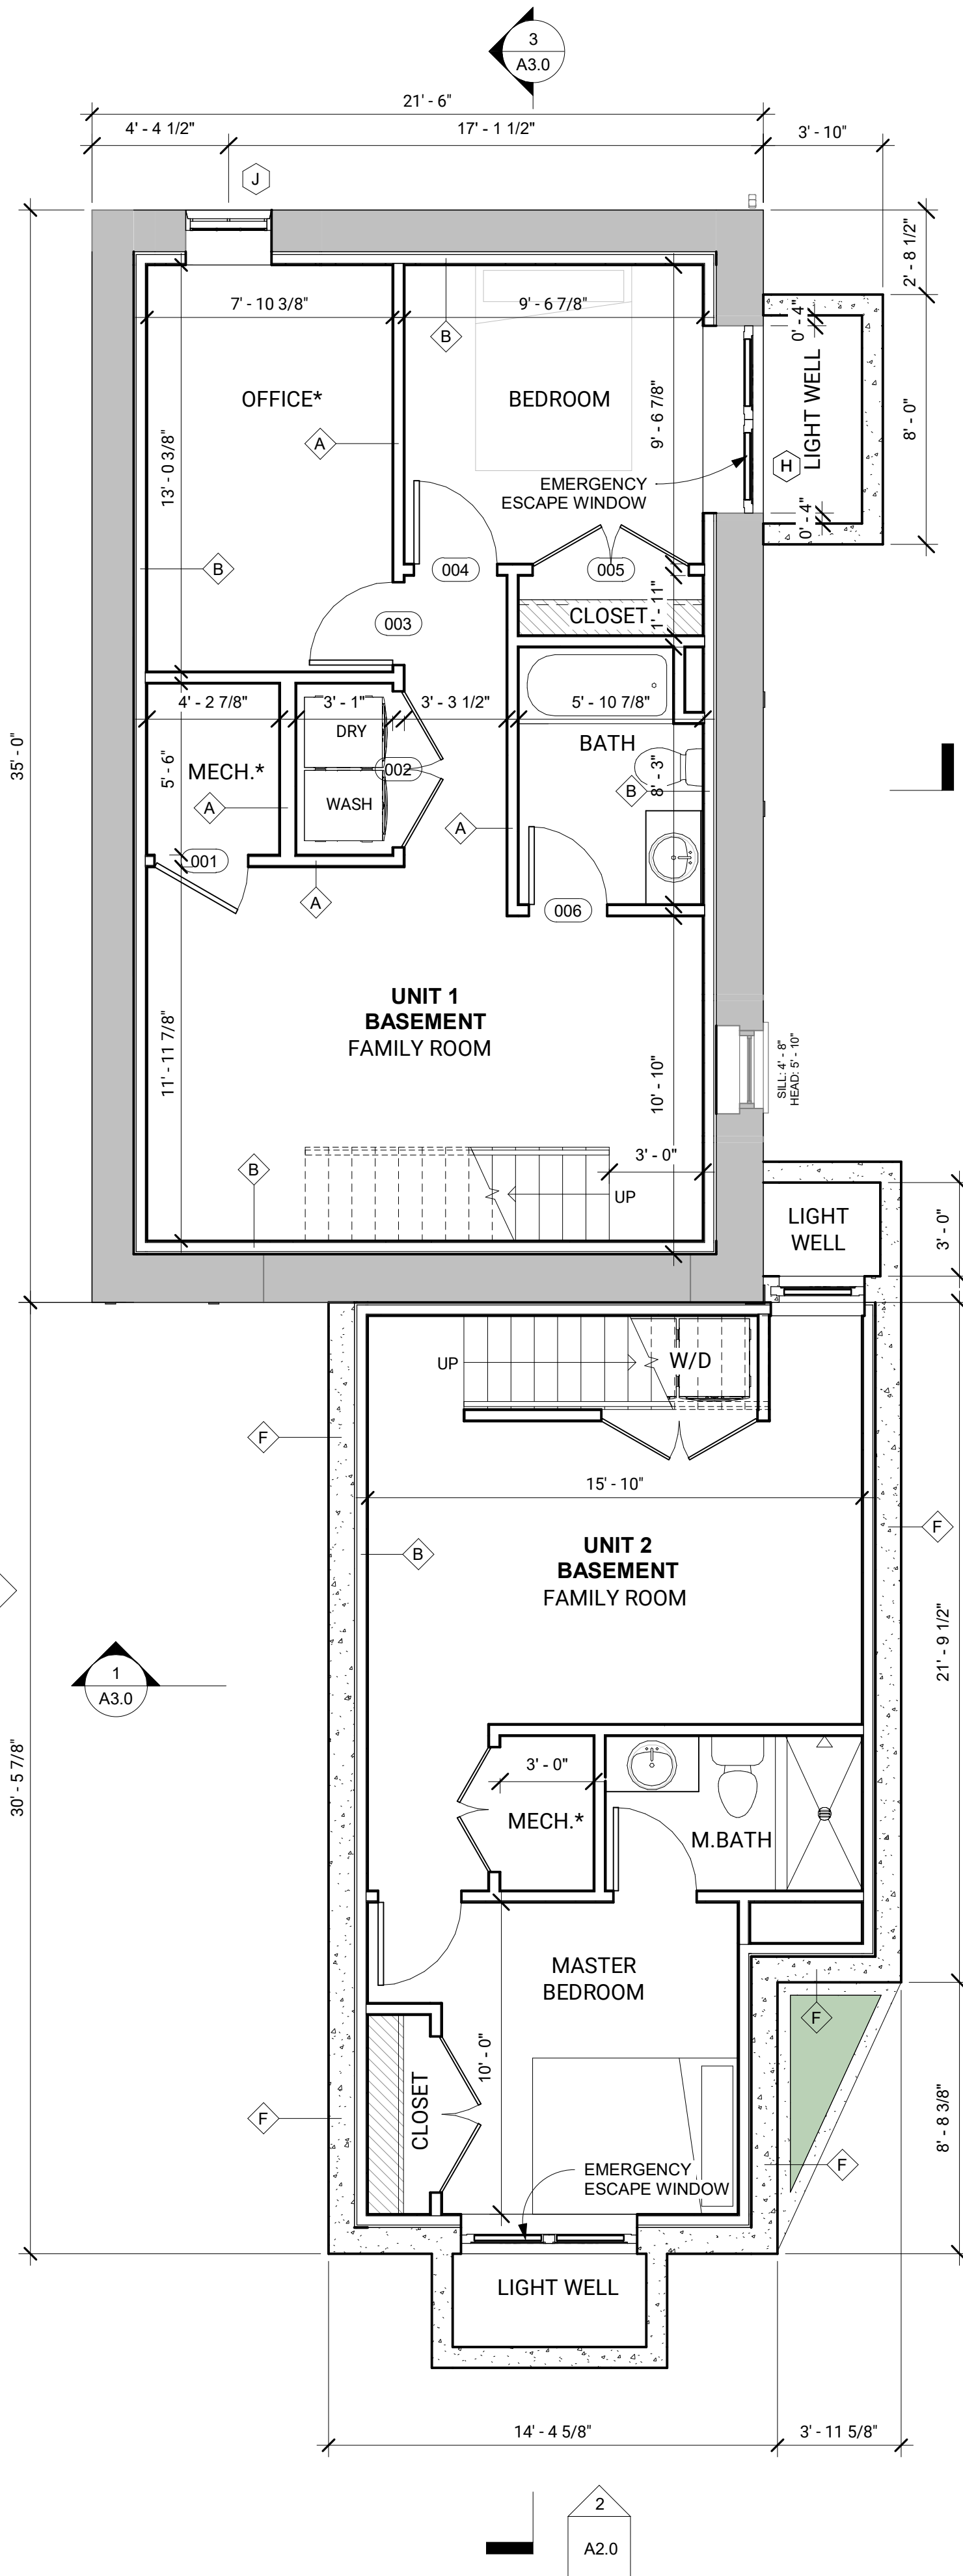 3
A3.0
21' - 6"
4' - 4 1/2"
17' - 1 1/2"
3' - 10"
J
2' - 8 1/2"
7' - 10 3/8"
9' - 6 7/8"
B
0' - 4"
LIGHT WELL
8' - 0"
OFFICE*
BEDROOM
9' - 6 7/8"
A
13' - 0 3/8"
H
EMERGENCY
ESCAPE WINDOW
0' - 4"
B
004
005
CLOSET
1' - 11"
003
4' - 2 7/8"
3' - 1"
3' - 3 1/2"
5' - 10 7/8"
DRY
BATH
35' - 0"
5' - 6"
MECH.*
002
8' - 3"
B
WASH
A
A
001
A
006
UNIT 1
BASEMENT
FAMILY ROOM
11' - 11 7/8"
10' - 10"
SILL: 4' - 8"
HEAD: 5' - 10"
B
3' - 0"
UP
LIGHT
WELL
3' - 0"
UP
W/D
F
15' - 10"
F
B
UNIT 2
BASEMENT
FAMILY ROOM
21' - 9 1/2"
1
A3.0
30' - 5 7/8"
3' - 0"
MECH.*
M.BATH
MASTER
BEDROOM
F
10' - 0"
CLOSET
F
8' - 8 3/8"
F
EMERGENCY
ESCAPE WINDOW
LIGHT WELL
14' - 4 5/8"
3' - 11 5/8"
2
A2.0